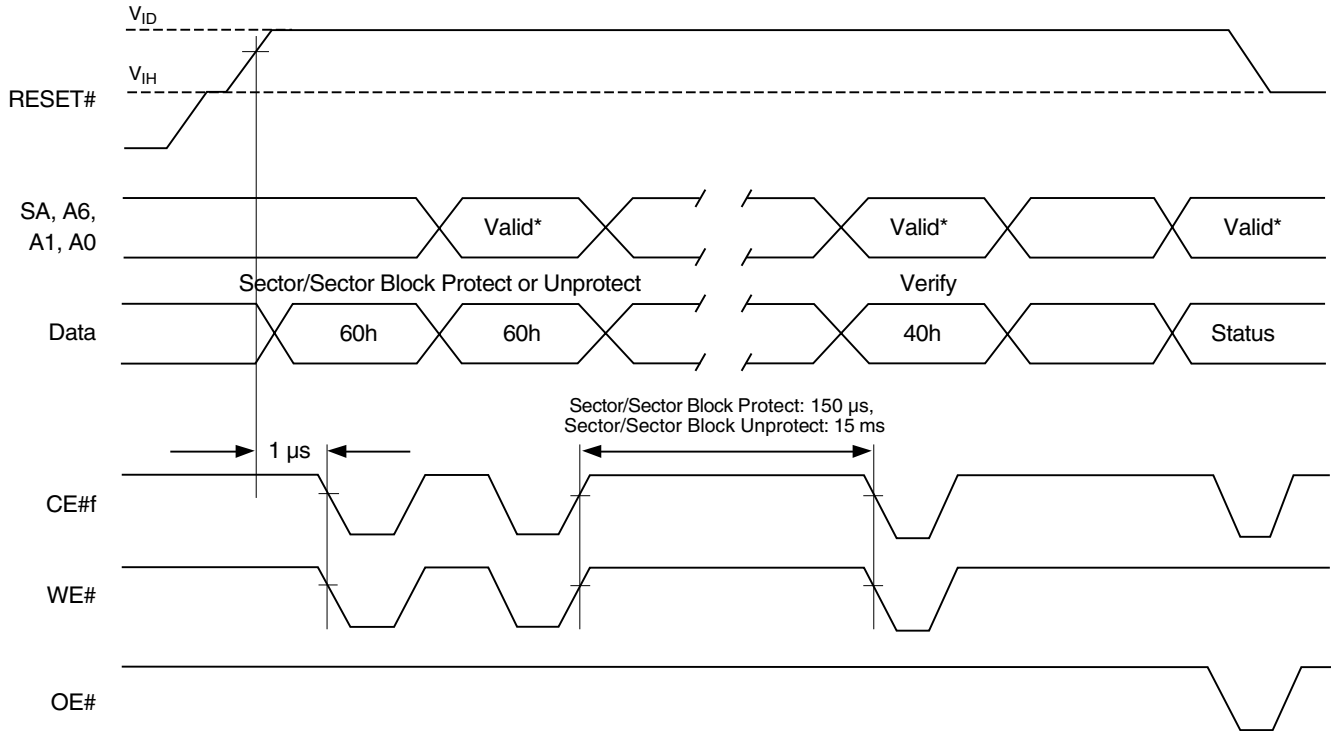 VID
VIH
RESET#
SA, A6,
A1, A0
Valid*
Valid*
Valid*
Sector/Sector Block Protect or Unprotect
Verify
Data
60h
60h
40h
Status
Sector/Sector Block Protect: 150 µs,
Sector/Sector Block Unprotect: 15 ms
1 µs
CE#f
WE#
OE#